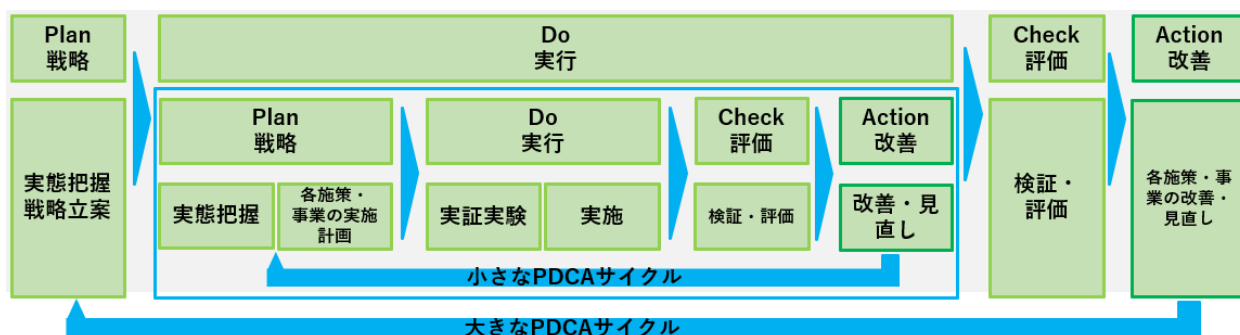 Plan
戦略
Do
実行
Check
評価
Action
改善
実態把握
戦略立案
Plan
戦略
Do
実行
Check
評価
Action
改善
実態把握
各施策・
事業の実施
計画
実証実験
実施
検証・評価
改善・見
直し
小さなPDCAサイクル
検証・
評価
各施策・事
業の改善・
見直し
大きなPDCAサイクル